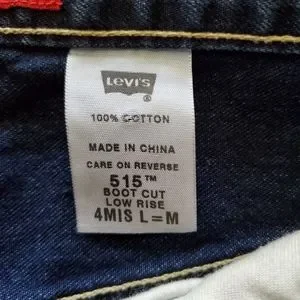 Levi's
®
100% COTTON
MADE IN CHINA
CARE ON REVERSE
515™
BOOT CUT
LOW RISE
4MIS L=M